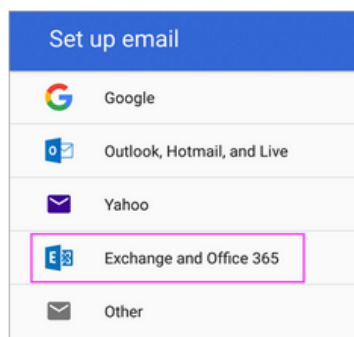 Set up email
Google
Outlook, Hotmail, and Live
Yahoo
Exchange and Office 365
Other